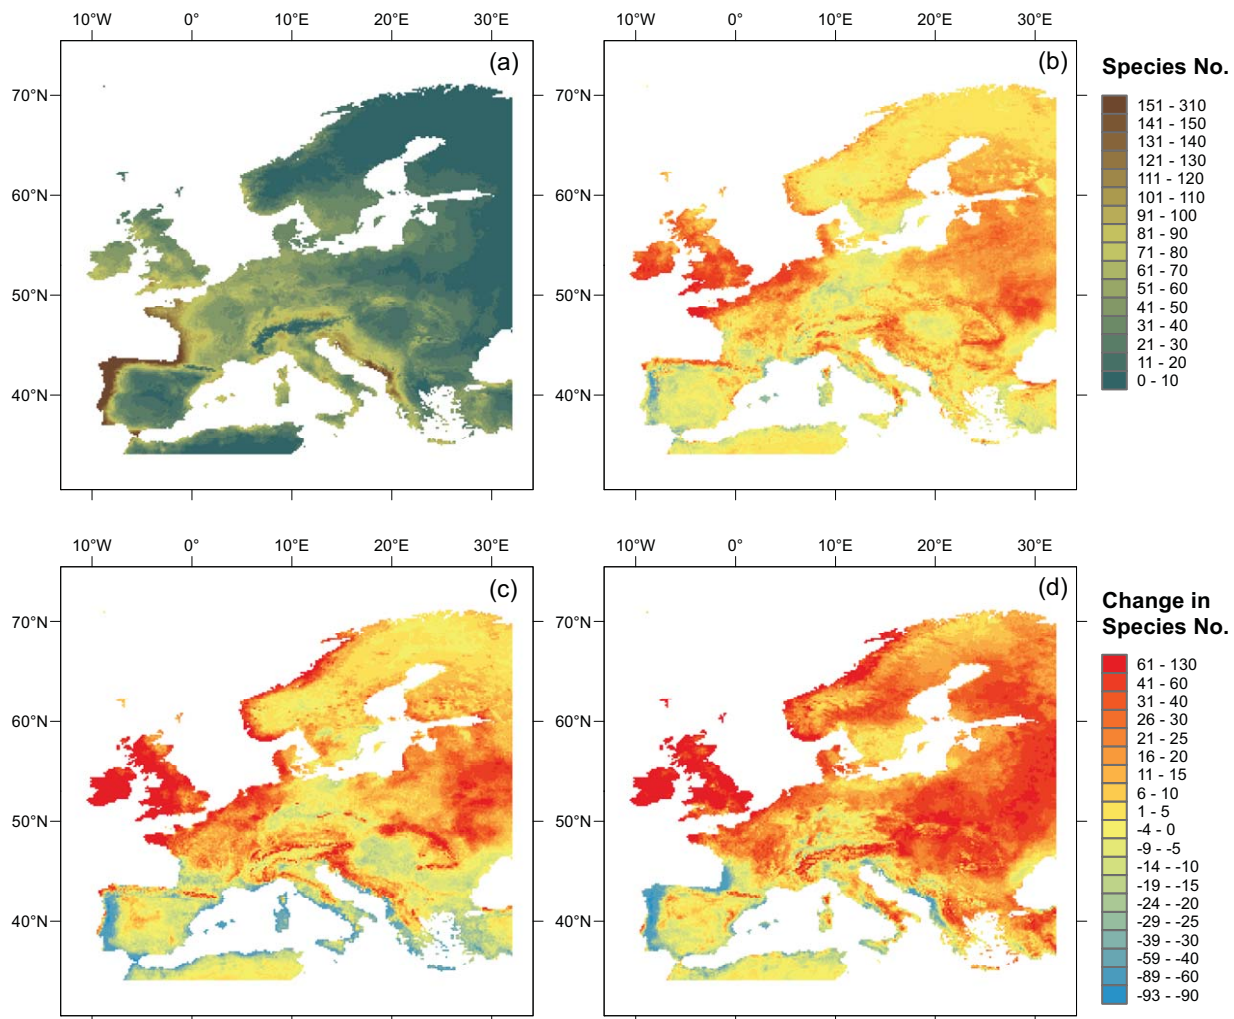 10°W 0° 10°E 20°E 30°E 10°W 0° 10°E 20°E 30°E
(a) (b)
Species No.
70°N 70°N
60°N 60°N
50°N 50°N
40°N 40°N
151 - 310
141 - 150
131 - 140
121 - 130
111 - 120
101 - 110
91 - 100
81 - 90
71 - 80
61 - 70
51 - 60
41 - 50
31 - 40
21 - 30
11 - 20
0 - 10
10°W 0° 10°E 20°E 30°E 10°W 0° 10°E 20°E 30°E
(c) (d)
Change in
Species No.
70°N 70°N
60°N 60°N
50°N 50°N
40°N 40°N
61 - 130
41 - 60
31 - 40
26 - 30
21 - 25
16 - 20
11 - 15
6 - 10
1 - 5
-4 - 0
-9 - -5
-14 - -10
-19 - -15
-24 - -20
-29 - -25
-39 - -30
-59 - -40
-89 - -60
-93 - -90